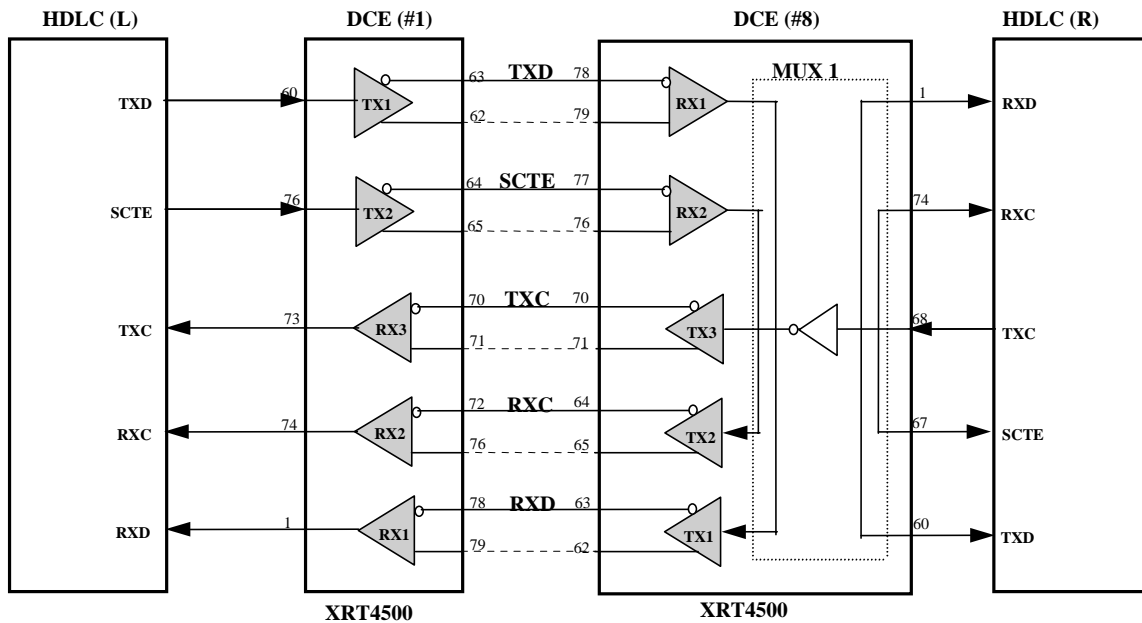 HDLC (L) DCE (#1) DCE (#8) HDLC (R)
TXD 60 TX1 63 TXD 78 RX1 MUX 1 1 RXD
62 79
SCTE 76 TX2 64 SCTE 77 RX2 74 RXC
65 76
TXC 73 RX3 70 TXC 70 TX3 68 TXC
71 71
RXC 74 RX2 72 RXC 64 TX2 67 SCTE
76 65
RXD 1 RX1 78 RXD 63 TX1 60 TXD
79 62
XRT4500 XRT4500